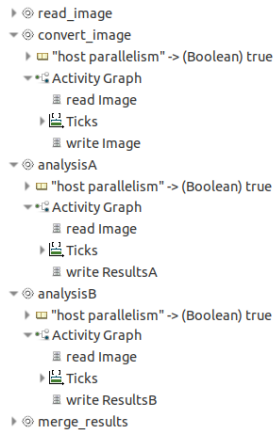 read_image
convert_image
"host parallelism" -> (Boolean) true
Activity Graph
read Image
Ticks
write Image
analysisA
"host parallelism" -> (Boolean) true
Activity Graph
read Image
Ticks
write ResultsA
analysisB
"host parallelism" -> (Boolean) true
Activity Graph
read Image
Ticks
write ResultsB
merge_results